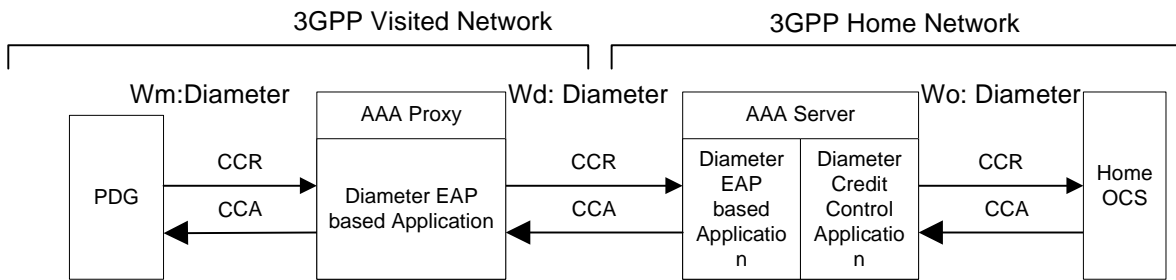 3GPP Visited Network
3GPP Home Network
Wm:Diameter
Wd: Diameter
Wo: Diameter
AAA Proxy
AAA Server
PDG
CCR
CCA
Diameter EAP
based Application
CCR
CCA
Diameter
EAP
based
Applicatio
n
Diameter
Credit
Control
Applicatio
n
CCR
CCA
Home
OCS